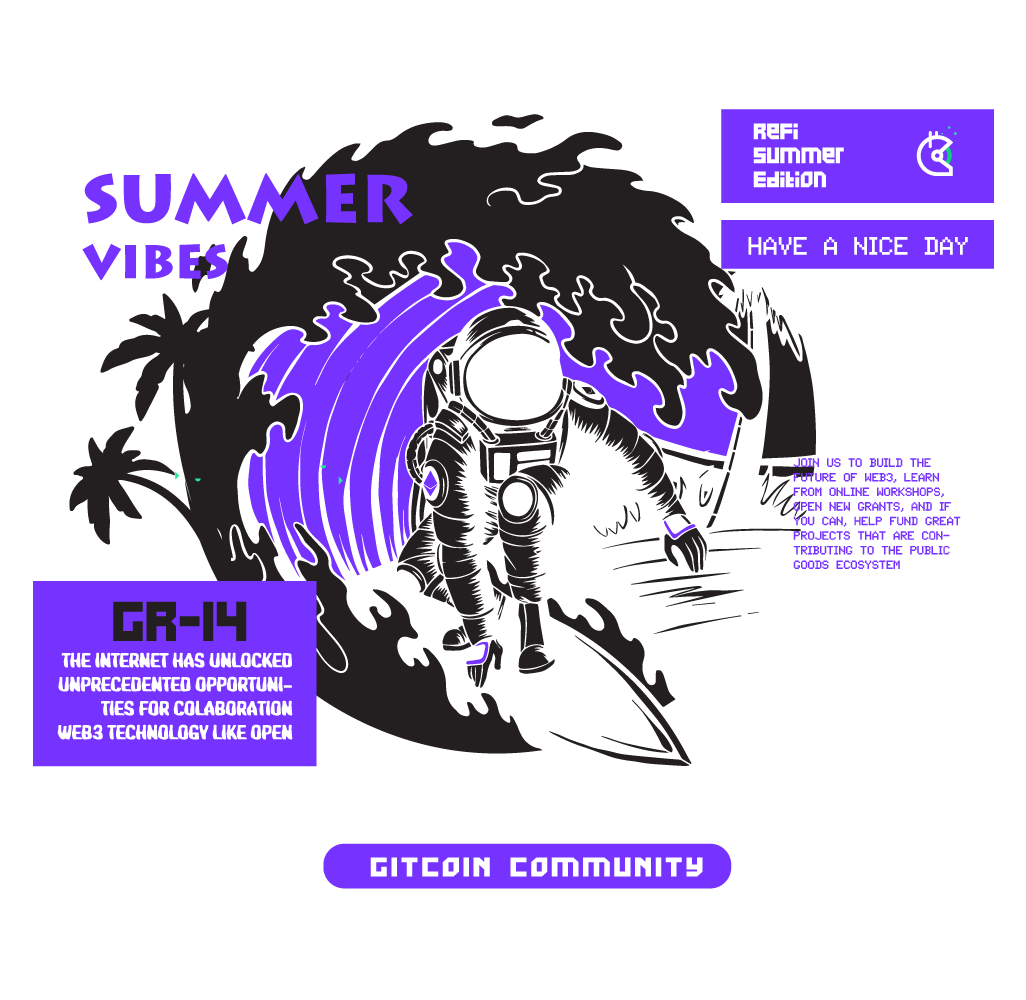 SUMMER
VIBES
ReFi
Summer
Edition
HAVE A NICE DAY
JOIN US TO BUILD THE
FUTURE OF WEB3, LEARN
FROM ONLINE WORKSHOPS,
OPEN NEW GRANTS, AND IF
YOU CAN, HELP FUND GREAT
PROJECTS THAT ARE CON-
TRIBUTING TO THE PUBLIC
GOODS ECOSYSTEM
GR-14
THE INTERNET HAS UNLOCKED
UNPRECEDENTED OPPORTUNI-
TIES FOR COLABORATION
WEB3 TECHNOLOGY LIKE OPEN
GITCOIN COMMUNITY